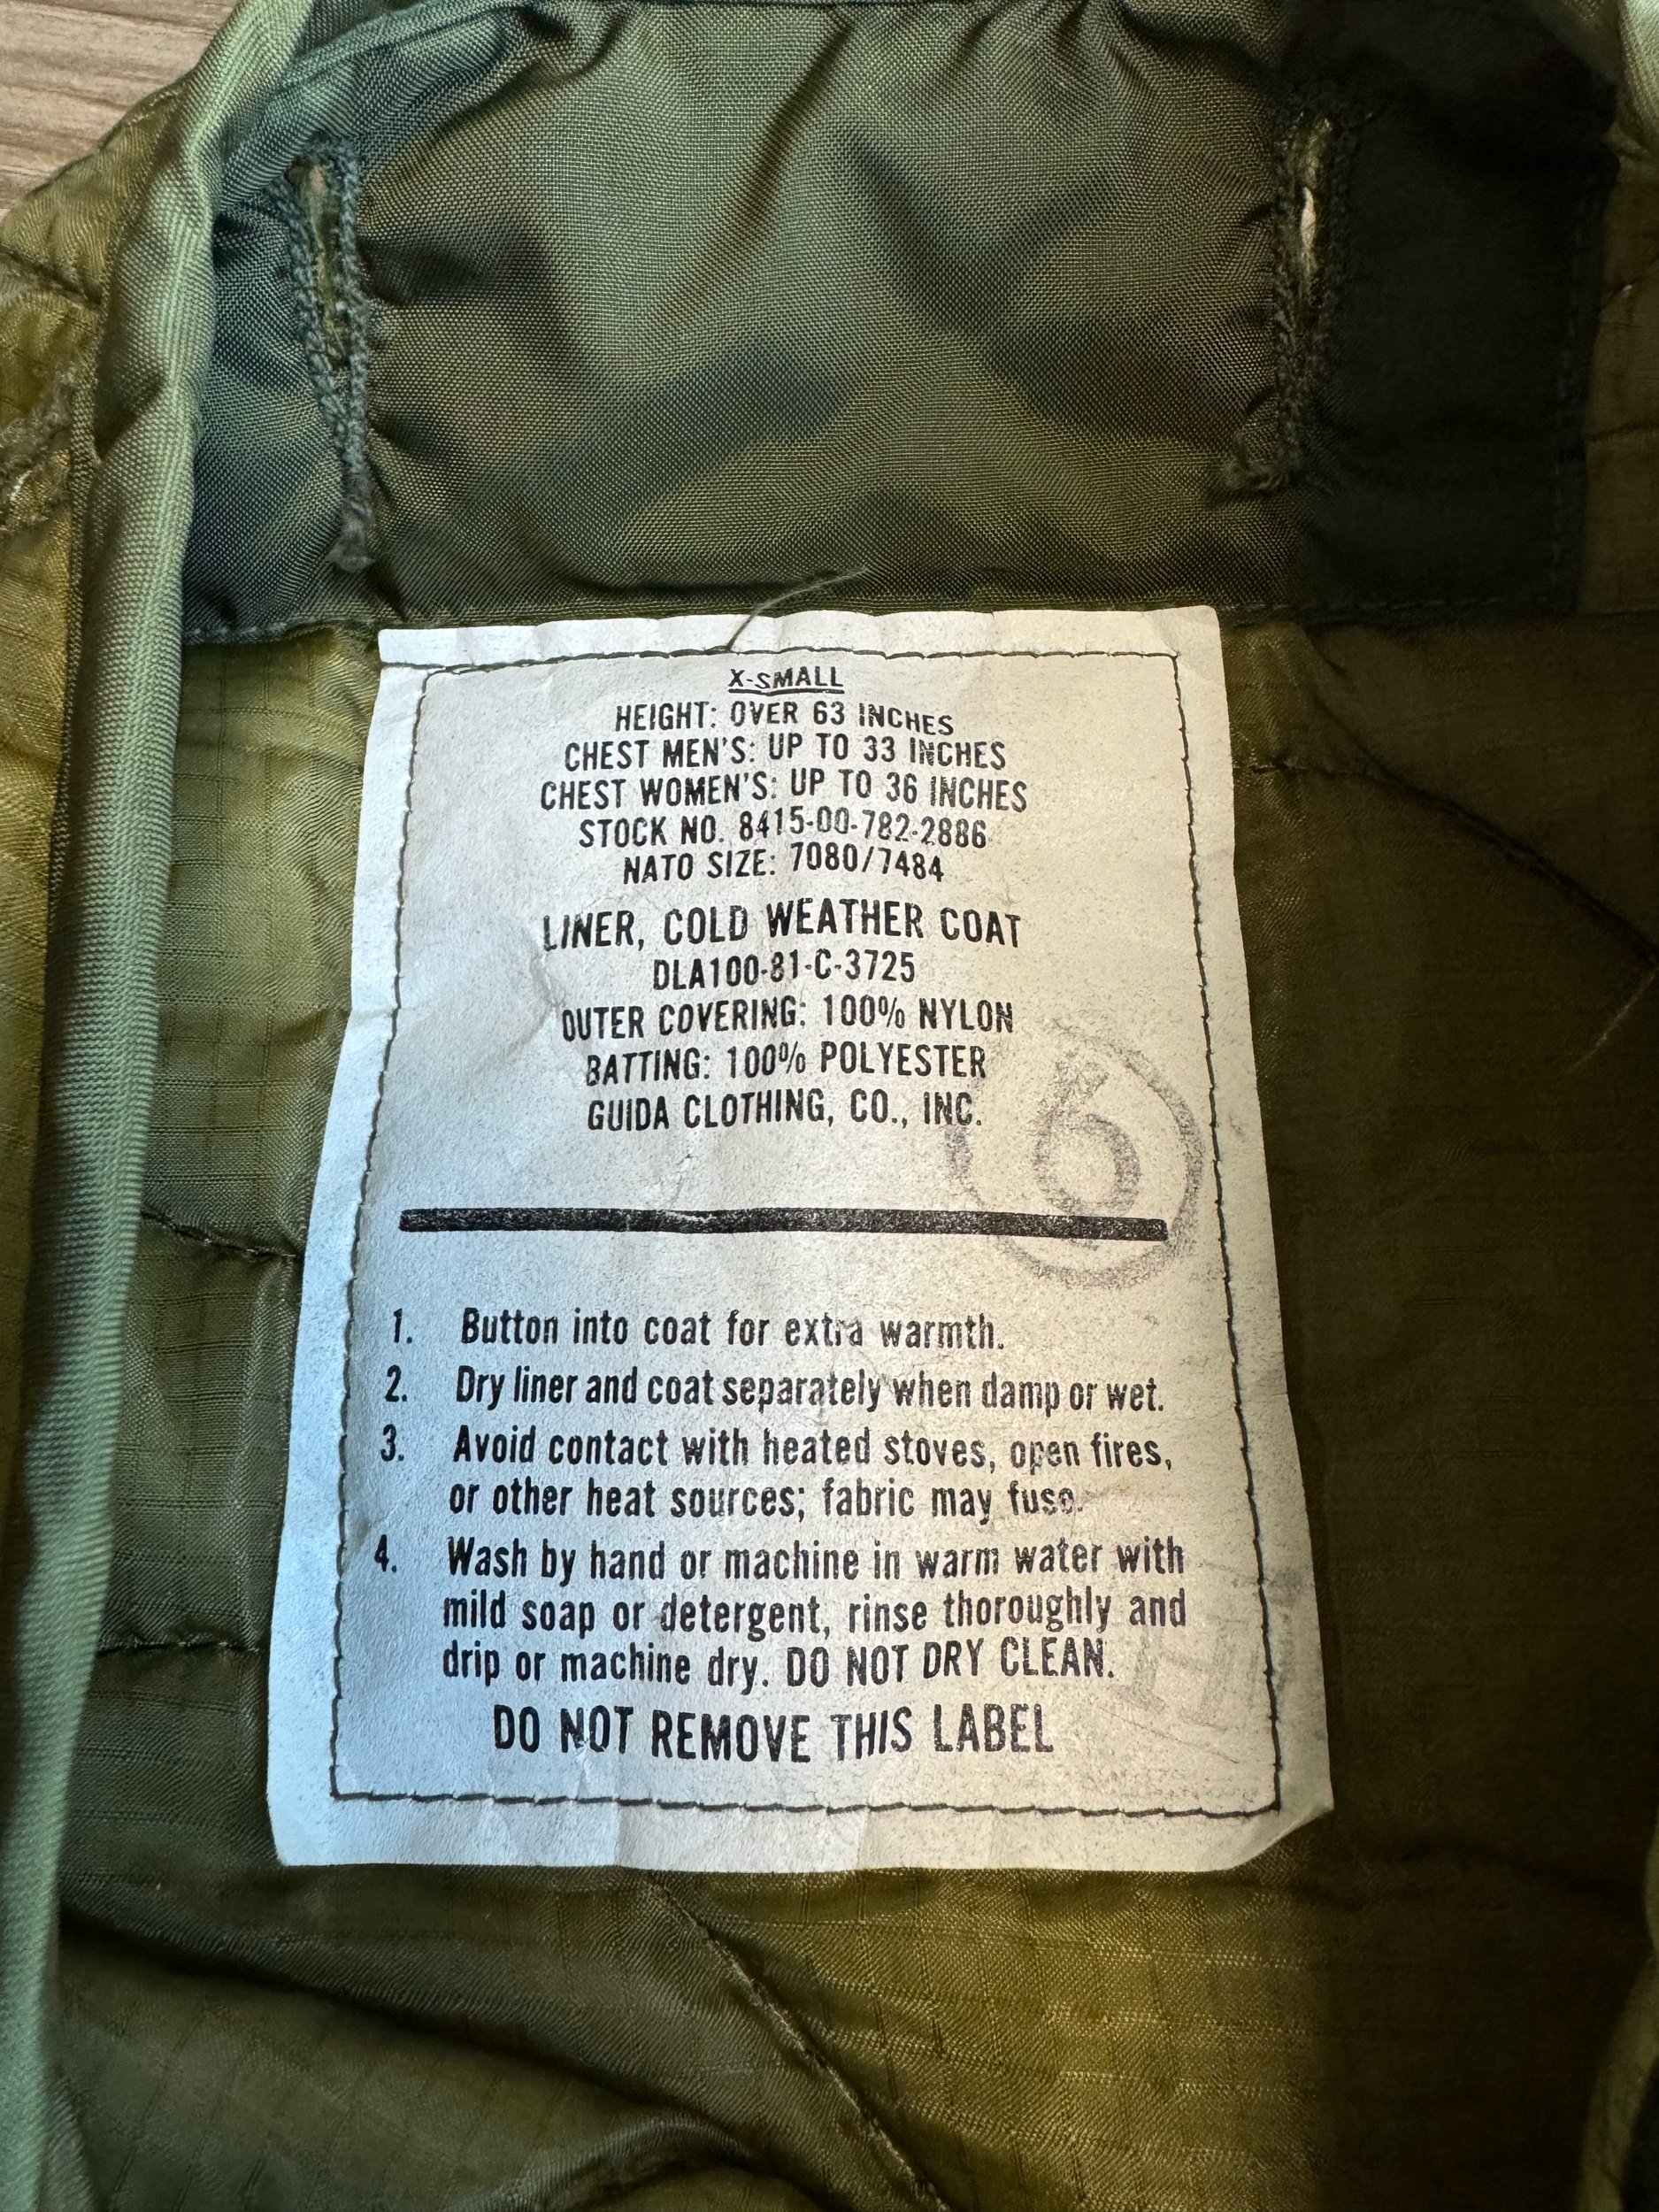 X-SMALL
HEIGHT: OVER 63 INCHES
CHEST MEN'S: UP TO 33 INCHES
CHEST WOMEN'S: UP TO 36 INCHES
STOCK NO. 8415-00-782-2886
NATO SIZE: 7080/7484
LINER, COLD WEATHER COAT
DLA100-81-C-3725
OUTER COVERING: 100% NYLON
BATTING: 100% POLYESTER
GUIDA CLOTHING, CO., INC.
6
1. Button into coat for extra warmth.
2. Dry liner and coat separately when damp or wet.
3. Avoid contact with heated stoves, open fires,
or other heat sources; fabric may fuse.
4. Wash by hand or machine in warm water with
mild soap or detergent, rinse thoroughly and
drip or machine dry. DO NOT DRY CLEAN.
DO NOT REMOVE THIS LABEL